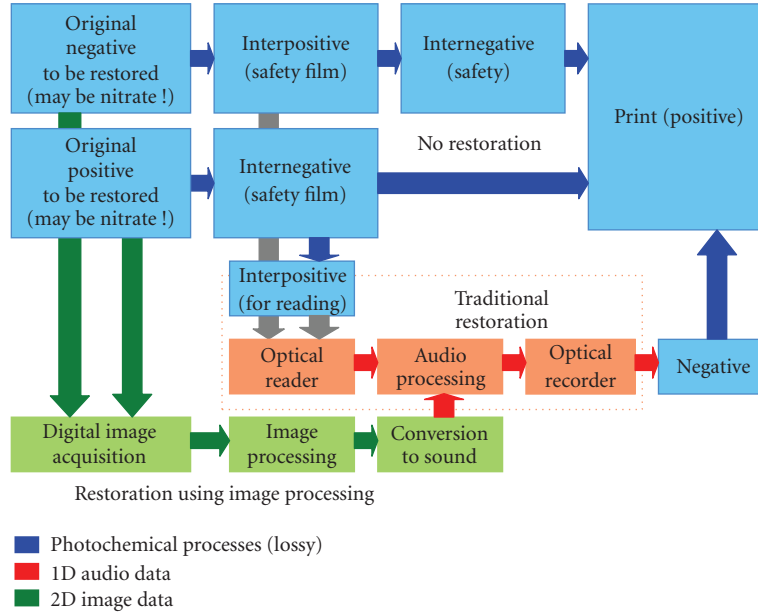 Original
negative
to be restored
(may be nitrate !)
Interpositive
(safety film)
Internegative
(safety)
Print (positive)
Original
positive
to be restored
(may be nitrate !)
Internegative
(safety film)
No restoration
Interpositive
(for reading)
Traditional
restoration
Optical
reader
Audio
processing
Optical
recorder
Negative
Digital image
acquisition
Image
processing
Conversion
to sound
Restoration using image processing
Photochemical processes (lossy)
1D audio data
2D image data